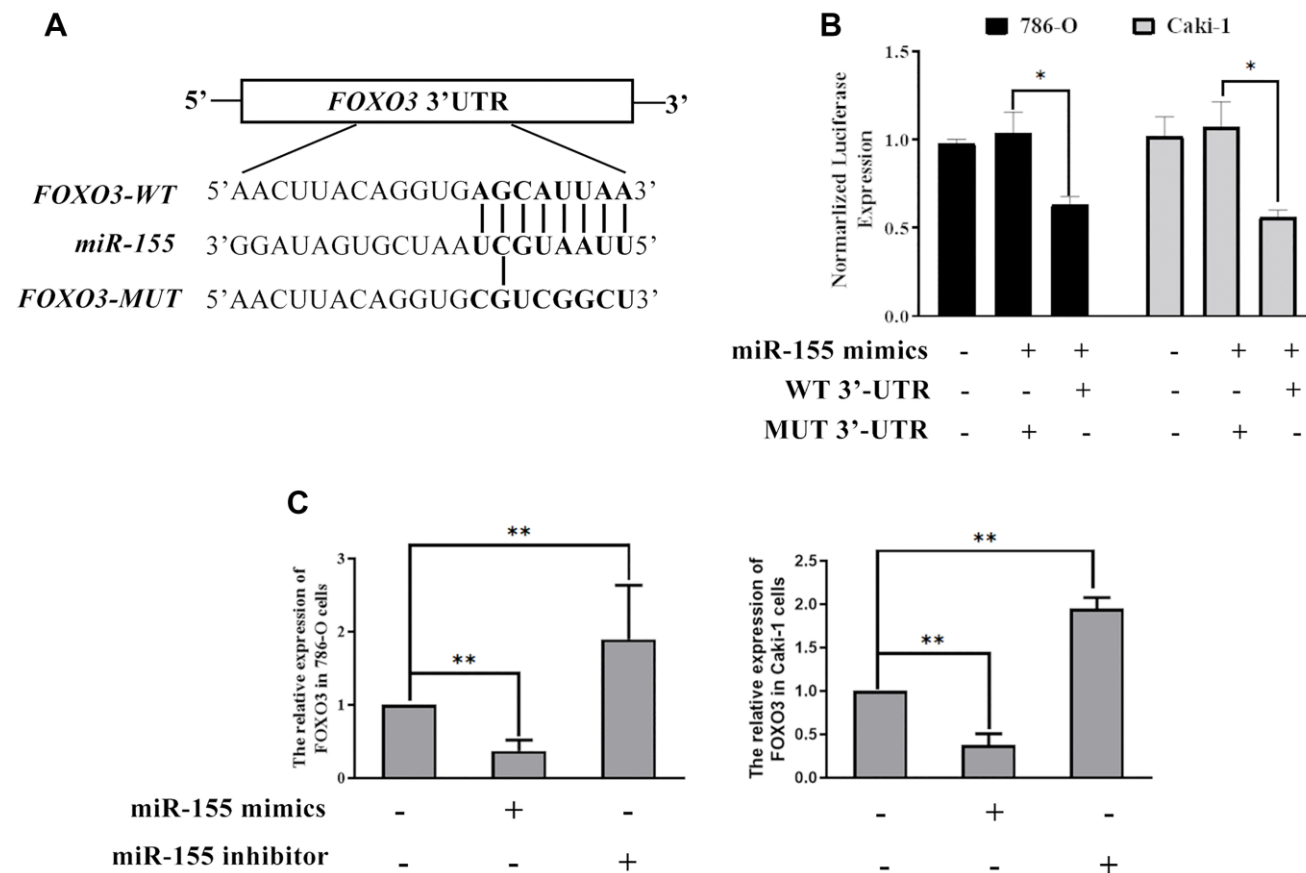 A
5’ FOXO3 3’UTR 3’
FOXO3-WT 5’AACUUACAGGUGAGCAUUAA3’
miR-155 3’GGAUAGUGCUAAUCGUAAUU5’
FOXO3-MUT 5’AACUUACAGGUGCGUCGGCU3’
B
786-O Caki-1
Normarlized Luciferase
Expression
1.5
1.0
0.5
0.0
* *
miR-155 mimics - + + - + +
WT 3’-UTR - - + - - +
MUT 3’-UTR - + - - + -
C
The relative expression of
FOXO3 in 786-O cells
3
2
1
0
**
**
The relative expression of
FOXO3 in Caki-1 cells
2.5
2.0
1.5
1.0
0.5
0.0
**
**
miR-155 mimics - + - - + -
miR-155 inhibitor - - + - - +